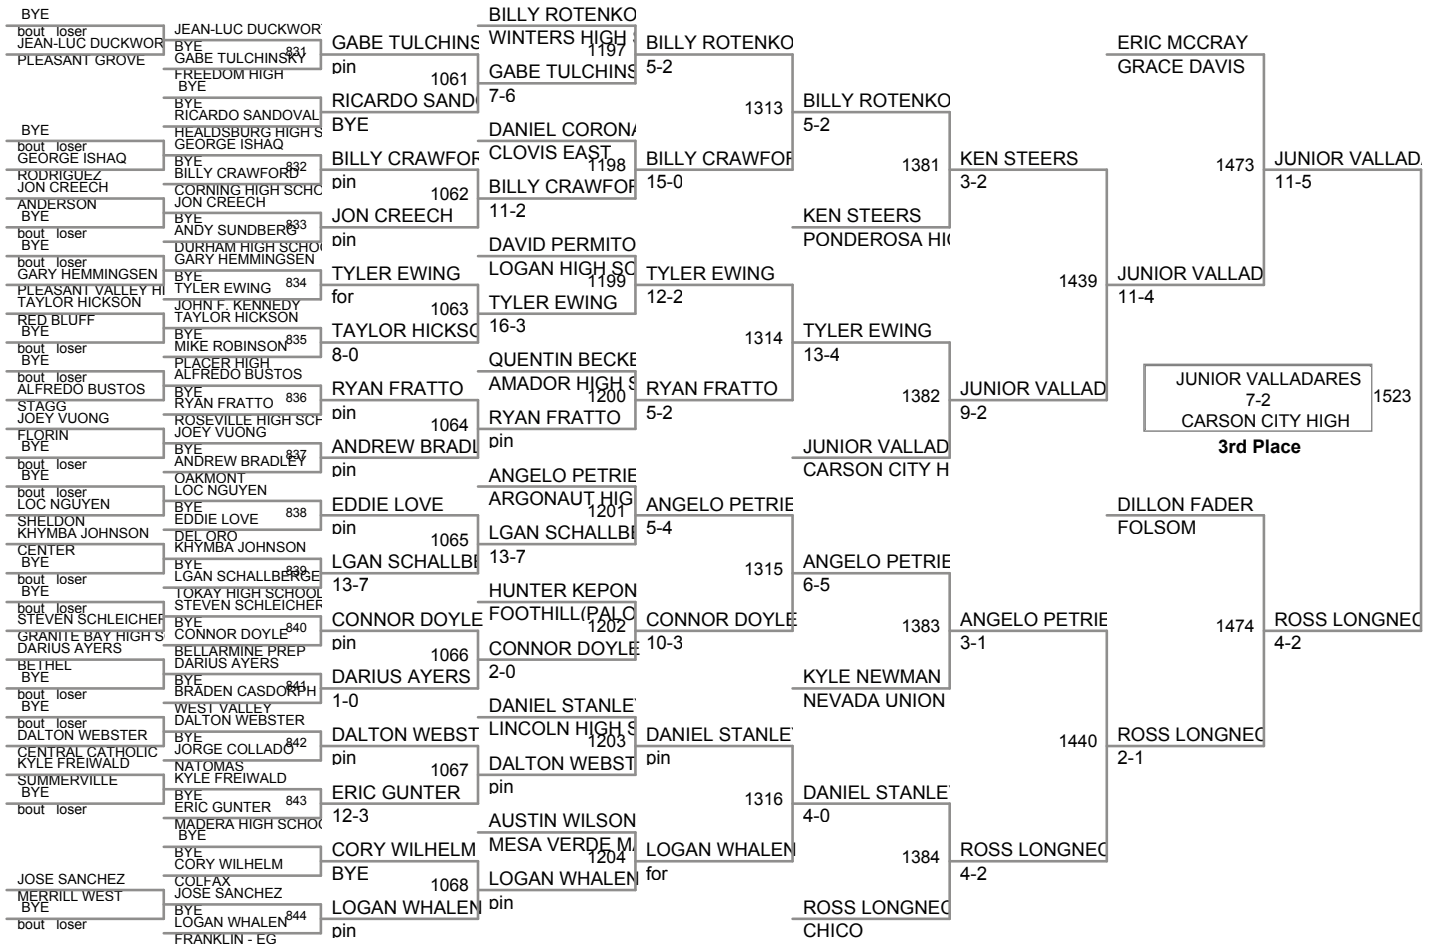 BYE
bout loser
JEAN-LUC DUCKWOR
PLEASANT GROVE
BYE
bout loser
GEORGE ISHAQ
RODRIGUEZ
JON CREECH
ANDERSON
BYE
bout loser
BYE
bout loser
GARY HEMMINGSEN
PLEASANT VALLEY HI
TAYLOR HICKSON
RED BLUFF
BYE
bout loser
BYE
bout loser
ALFREDO BUSTOS
STAGG
JOEY VUONG
FLORIN
BYE
bout loser
BYE
bout loser
LOC NGUYEN
SHELDON
KHYMBA JOHNSON
CENTER
BYE
bout loser
BYE
bout loser
STEVEN SCHLEICHER
GRANITE BAY HIGH S
DARIUS AYERS
BETHEL
BYE
bout loser
BYE
bout loser
DALTON WEBSTER
CENTRAL CATHOLIC
KYLE FREIWALD
SUMMERVILLE
BYE
bout loser
JOSE SANCHEZ
MERRILL WEST
BYE
bout loser
JEAN-LUC DUCKWOR
BYE
831
GABE TULCHINSKY
FREEDOM HIGH
BYE
BYE
RICARDO SANDOVAL
HEALDSBURG HIGH S
GEORGE ISHAQ
BYE
832
BILLY CRAWFORD
CORNING HIGH SCHO
JON CREECH
BYE
833
ANDY SUNDBERG
DURHAM HIGH SCHOO
GARY HEMMINGSEN
BYE
834
TYLER EWING
JOHN F. KENNEDY
TAYLOR HICKSON
BYE
835
MIKE ROBINSON
PLACER HIGH
ALFREDO BUSTOS
BYE
836
RYAN FRATTO
ROSEVILLE HIGH SCH
JOEY VUONG
BYE
837
ANDREW BRADLEY
OAKMONT
LOC NGUYEN
BYE
838
EDDIE LOVE
DEL ORO
KHYMBA JOHNSON
BYE
839
LGAN SCHALLBERGE
TOKAY HIGH SCHOOL
STEVEN SCHLEICHER
BYE
840
CONNOR DOYLE
BELLARMINE PREP
DARIUS AYERS
BYE
841
BRADEN CASDORPH
WEST VALLEY
DALTON WEBSTER
BYE
842
JORGE COLLADO
NATOMAS
KYLE FREIWALD
BYE
843
ERIC GUNTER
MADERA HIGH SCHOO
BYE
BYE
CORY WILHELM
COLFAX
JOSE SANCHEZ
BYE
844
LOGAN WHALEN
FRANKLIN - EG
GABE TULCHINS
pin
1061
RICARDO SAND
BYE
BILLY CRAWFOR
pin
1062
JON CREECH
pin
TYLER EWING
for
1063
TAYLOR HICKSO
8-0
RYAN FRATTO
pin
1064
ANDREW BRADL
pin
EDDIE LOVE
pin
1065
LGAN SCHALLBE
13-7
CONNOR DOYLE
pin
1066
DARIUS AYERS
1-0
DALTON WEBST
pin
1067
ERIC GUNTER
12-3
CORY WILHELM
BYE
1068
LOGAN WHALEN
pin
BILLY ROTENKO
WINTERS HIGH S
1197
GABE TULCHINS
7-6
DANIEL CORONA
CLOVIS EAST
1198
BILLY CRAWFOR
11-2
DAVID PERMITO
LOGAN HIGH SC
1199
TYLER EWING
16-3
QUENTIN BECKE
AMADOR HIGH S
1200
RYAN FRATTO
pin
ANGELO PETRIE
ARGONAUT HIG
1201
LGAN SCHALLBE
13-7
HUNTER KEPON
FOOTHILL(PALO
1202
CONNOR DOYLE
2-0
DANIEL STANLE
LINCOLN HIGH S
1203
DALTON WEBST
pin
AUSTIN WILSON
MESA VERDE M
1204
LOGAN WHALEN
pin
BILLY ROTENKO
5-2
1313
BILLY CRAWFOR
15-0
TYLER EWING
12-2
1314
RYAN FRATTO
5-2
ANGELO PETRIE
5-4
1315
CONNOR DOYLE
10-3
DANIEL STANLE
pin
1316
LOGAN WHALEN
for
BILLY ROTENKO
5-2
1381
KEN STEERS
PONDEROSA HI
TYLER EWING
13-4
1382
JUNIOR VALLAD
CARSON CITY H
ANGELO PETRIE
6-5
1383
KYLE NEWMAN
NEVADA UNION
DANIEL STANLE
4-0
1384
ROSS LONGNEC
CHICO
KEN STEERS
3-2
1439
JUNIOR VALLAD
9-2
ANGELO PETRIE
3-1
1440
ROSS LONGNEC
4-2
ERIC MCCRAY
GRACE DAVIS
1473
JUNIOR VALLAD
11-4
DILLON FADER
FOLSOM
1474
ROSS LONGNEC
2-1
JUNIOR VALLAD
11-5
1523
ROSS LONGNEC
4-2
JUNIOR VALLADARES
7-2
CARSON CITY HIGH
3rd Place